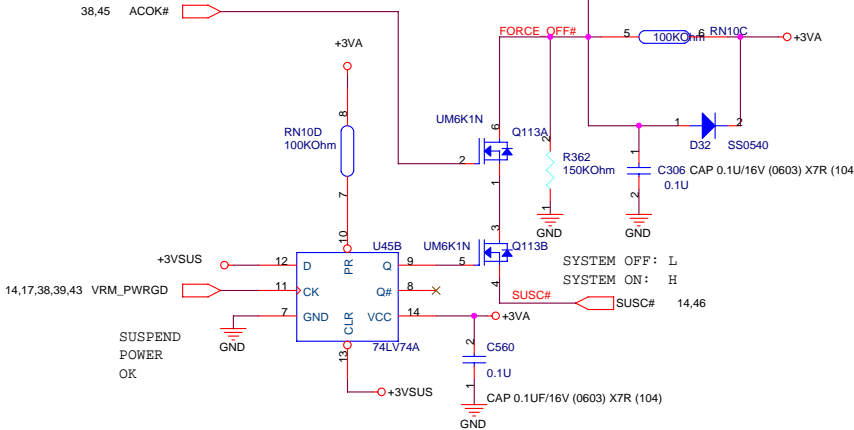 38,45 ACOK#
+3VA
FORCE_OFF#
5
100KOhm
6
RN10C
+3VA
8
RN10D
100KOhm
7
UM6K1N
6
Q113A
2
1
2
R362
150KOhm
1
GND
1
2
D32
SS0540
1
C306
CAP 0.1U/16V (0603) X7R (104
0.1U
2
GND
10
U45B
UM6K1N
3
Q113B
+3VSUS
12
D
PR
Q
9
5
SYSTEM OFF: L
SYSTEM ON: H
14,17,38,39,43 VRM_PWRGD
11
CK
Q#
8
4
SUSC#
SUSC#
14,46
7
GND
CLR
VCC
14
+3VA
GND
SUSPEND
POWER
OK
13
74LV74A
2
C560
0.1U
1
+3VSUS
CAP 0.1UF/16V (0603) X7R (104)
GND